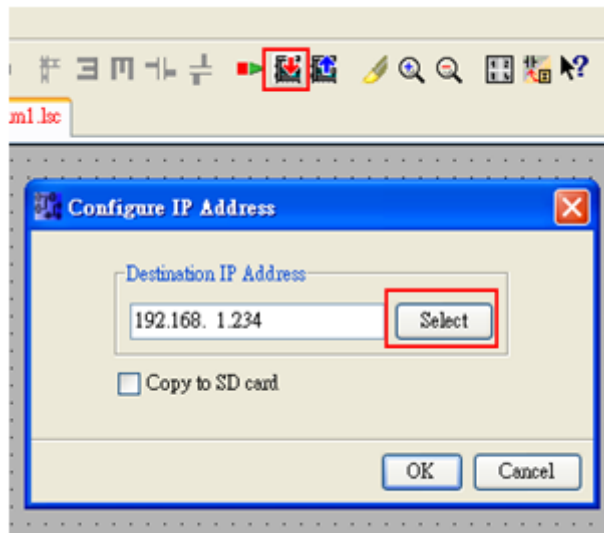 m1.lsc
Configure IP Address
Destination IP Address
192.168. 1.234
Select
Copy to SD card
OK
Cancel